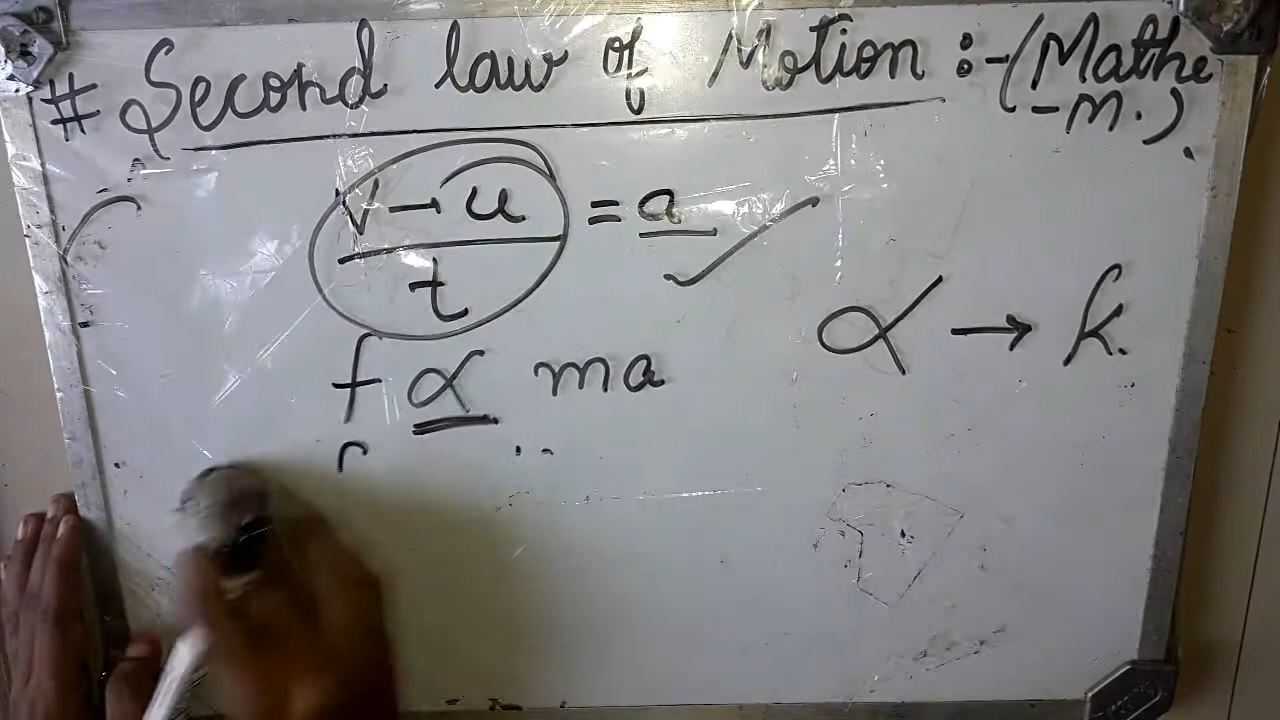 # Second law of Motion :-(Mathe
-M.).
v-u
t
= a
f α ma
α → k.